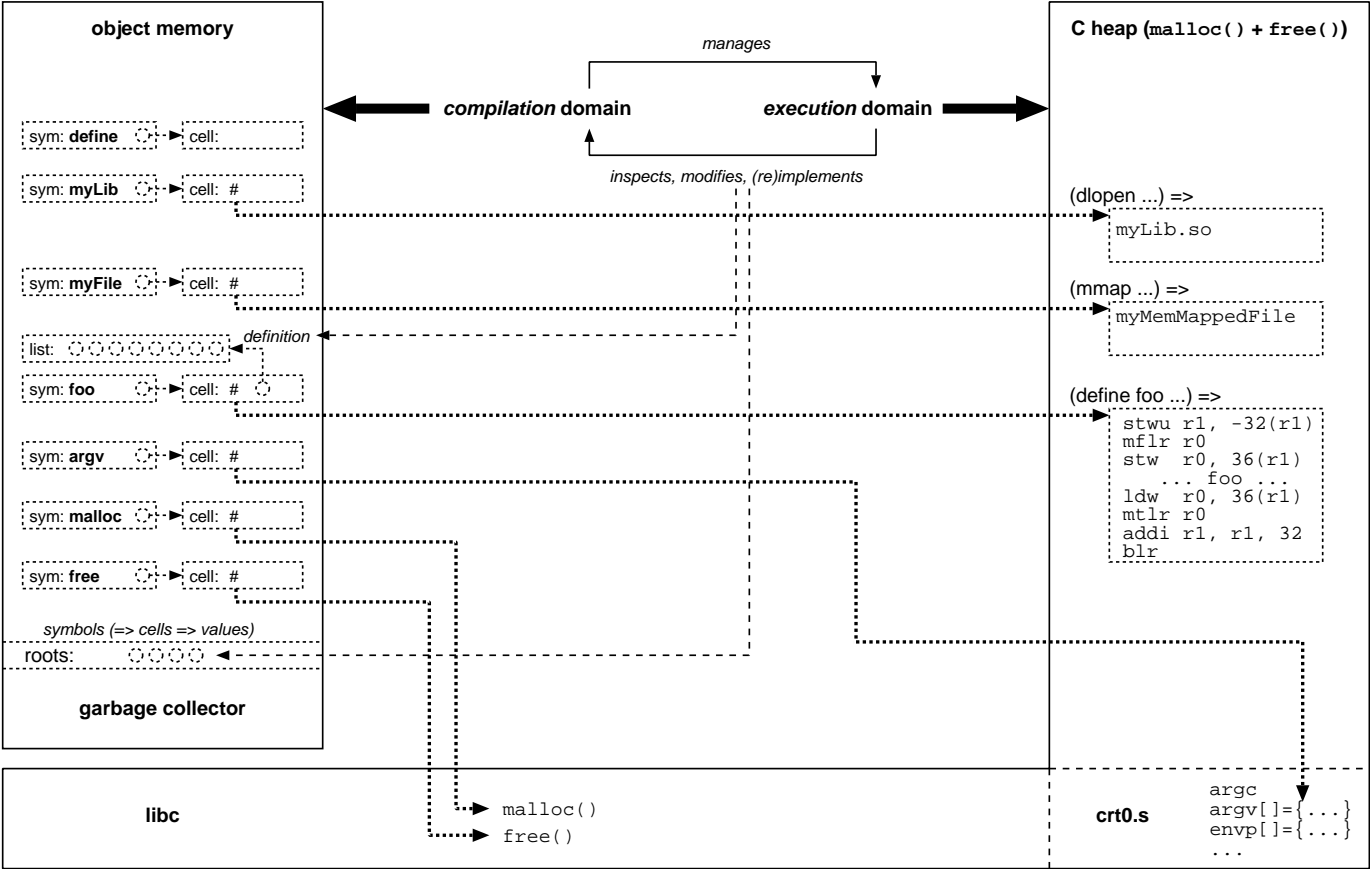 object memory
manages
C heap (malloc() + free())
compilation domain
execution domain
inspects, modifies, (re)implements
sym: define
cell:
sym: myLib
cell: #
(dlopen ...) =>
myLib.so
sym: myFile
cell: #
(mmap ...) =>
myMemMappedFile
definition
list:
sym: foo
cell: #
(define foo ...) =>
stwu r1, -32(r1)
mflr r0
stw r0, 36(r1)
... foo ...
ldw r0, 36(r1)
mtlr r0
addi r1, r1, 32
blr
sym: argv
cell: #
sym: malloc
cell: #
sym: free
cell: #
symbols (=> cells => values)
roots:
garbage collector
libc
malloc()
free()
crt0.s
argc
argv[]={...}
envp[]={...}
...